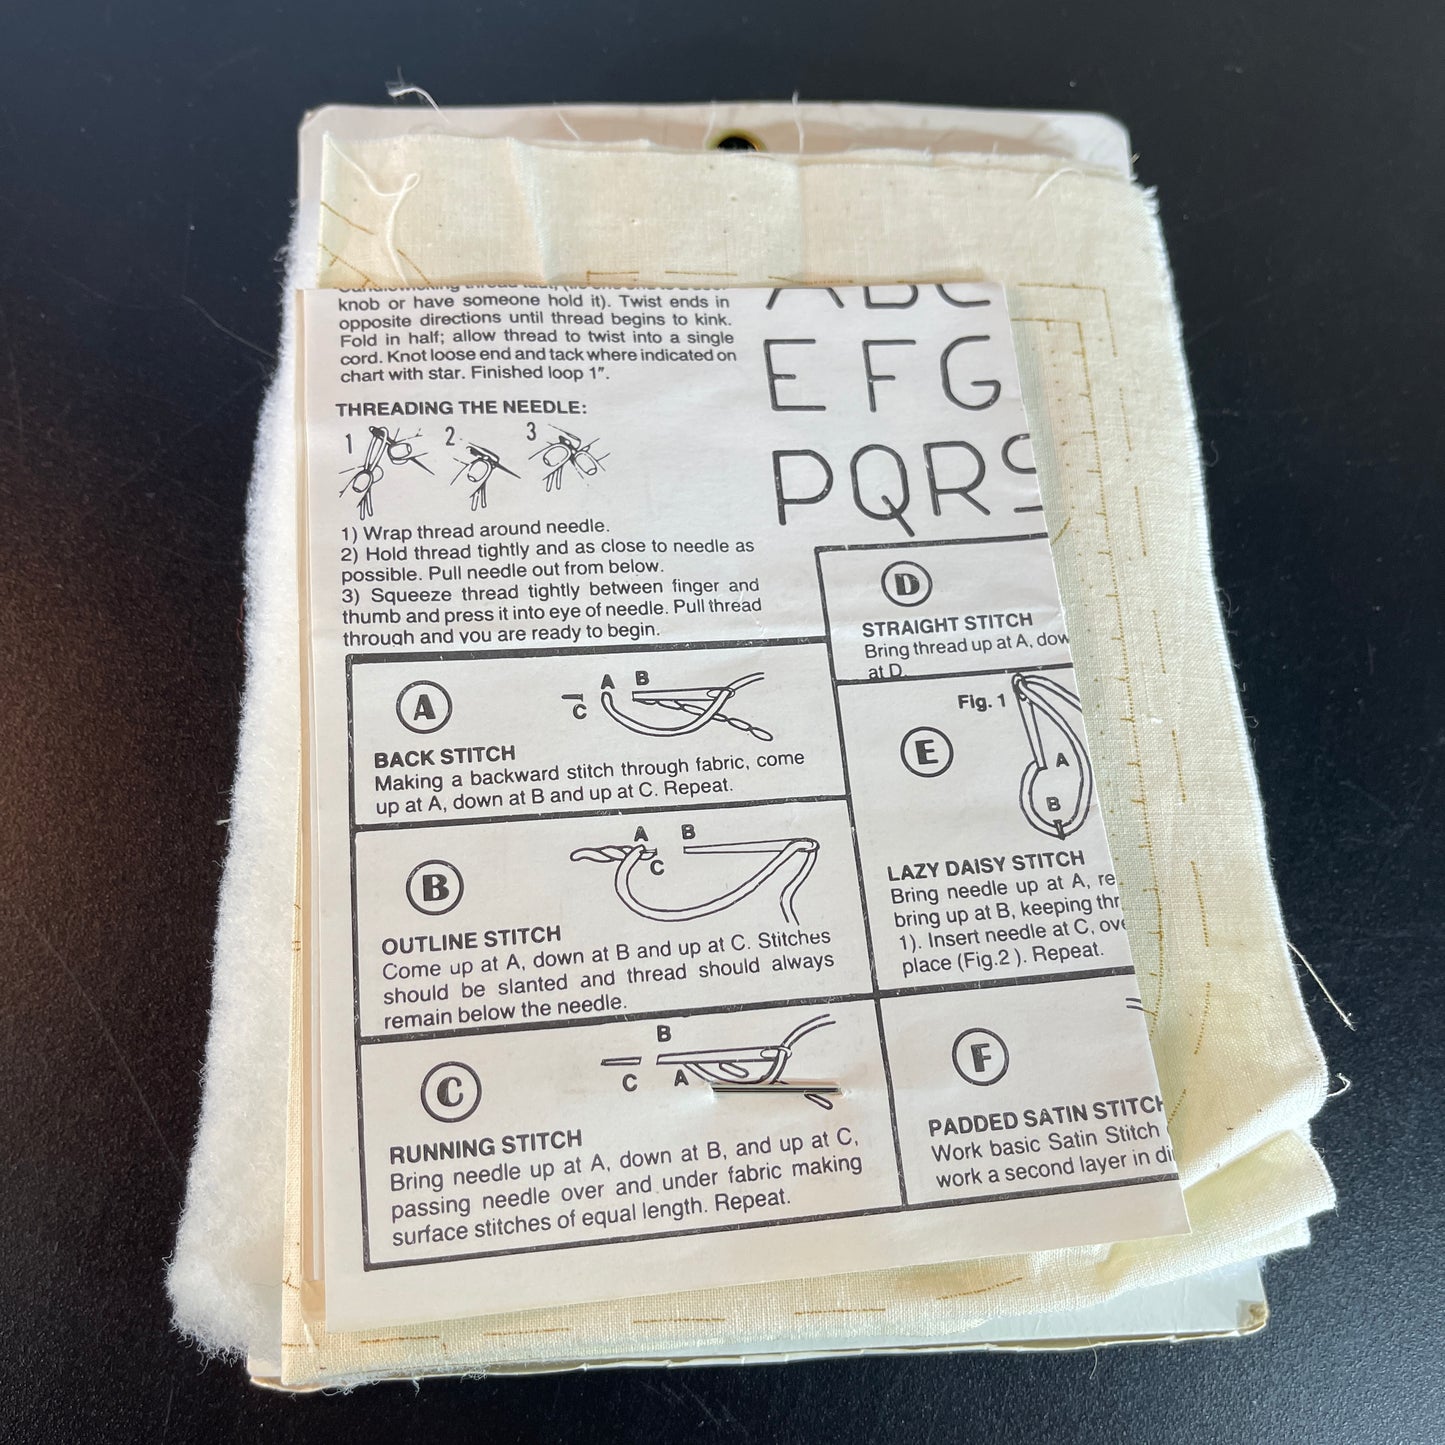 knob or have someone hold it). Twist ends in
opposite directions until thread begins to kink.
Fold in half; allow thread to twist into a single
cord. Knot loose end and tack where indicated on
chart with star. Finished loop 1".
THREADING THE NEEDLE:
1 2 3
1) Wrap thread around needle.
2) Hold thread tightly and as close to needle as
possible. Pull needle out from below.
3) Squeeze thread tightly between finger and
thumb and press it into eye of needle. Pull thread
through and you are ready to begin.
A B C
E F G
P Q R S
A
A B
C
BACK STITCH
Making a backward stitch through fabric, come
up at A, down at B and up at C. Repeat.
B
A B
C
OUTLINE STITCH
Come up at A, down at B and up at C. Stitches
should be slanted and thread should always
remain below the needle.
C
B
C A
RUNNING STITCH
Bring needle up at A, down at B, and up at C,
passing needle over and under fabric making
surface stitches of equal length. Repeat.
D
STRAIGHT STITCH
Bring thread up at A, dow
at D.
Fig. 1
E
A
B
LAZY DAISY STITCH
Bring needle up at A, re
bring up at B, keeping thr
1). Insert needle at C, ove
place (Fig.2 ). Repeat.
F
PADDED SATIN STITCH
Work basic Satin Stitch
work a second layer in di